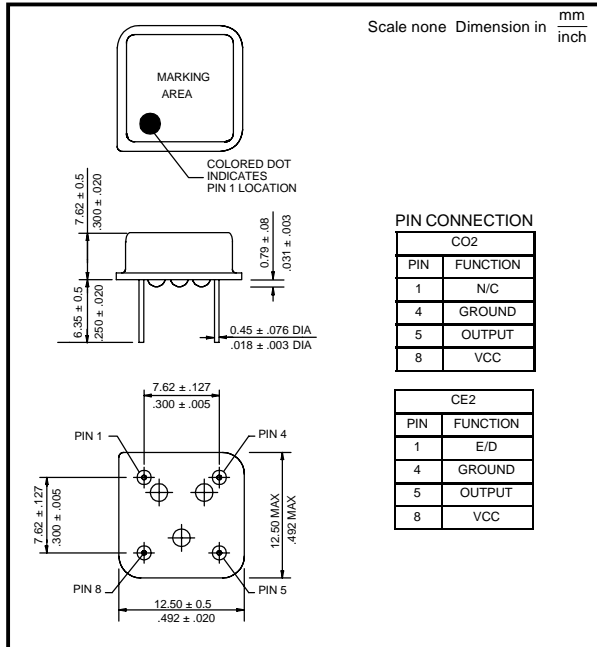 Scale none Dimension in mm
inch
MARKING
AREA
COLORED DOT
INDICATES
PIN 1 LOCATION
7.62 ± 0.5
.300 ± .020
6.35 ± 0.5
.250 ± .020
0.79 ± .08
.031 ± .003
0.45 ± .076 DIA
.018 ± .003 DIA
PIN CONNECTION
CO2
PIN FUNCTION
1 N/C
4 GROUND
5 OUTPUT
8 VCC
CE2
PIN FUNCTION
1 E/D
4 GROUND
5 OUTPUT
8 VCC
7.62 ± .127
.300 ± .005
PIN 1
PIN 4
7.62 ± .127
.300 ± .005
12.50 MAX
.492 MAX
PIN 8
PIN 5
12.50 ± 0.5
.492 ± .020